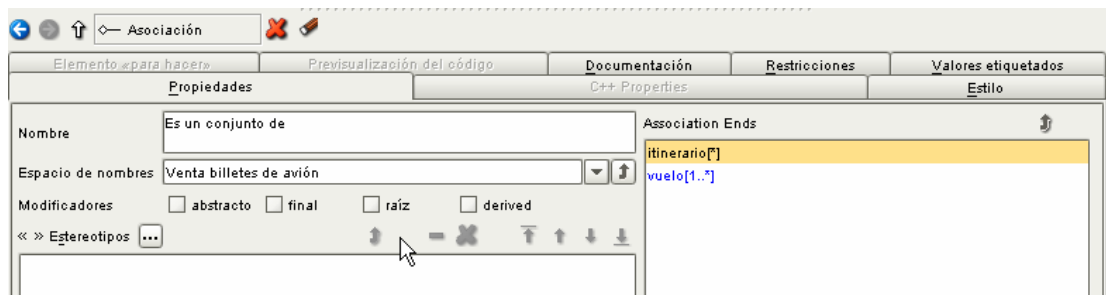 Asociación
Elemento «para hacer» Previsualización del código Documentación Restricciones Valores etiquetados
Propiedades C++ Properties Estilo
Nombre Es un conjunto de Association Ends
itinerario[*]
Espacio de nombres Venta billetes de avión vuelo[1..*]
Modificadores abstracto final raíz derived
« » Estereotipos ...